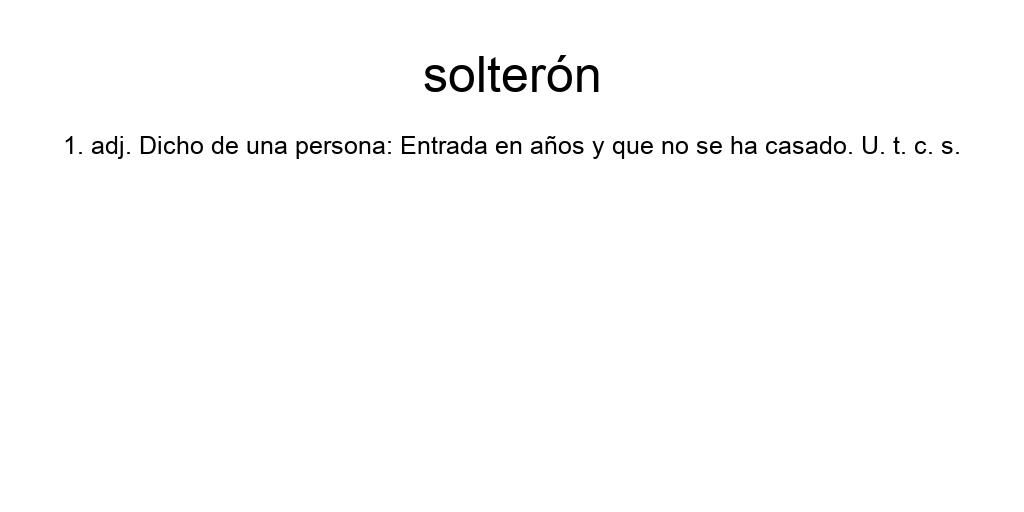 solterón
1. adj. Dicho de una persona: Entrada en años y que no se ha casado. U. t. c. s.